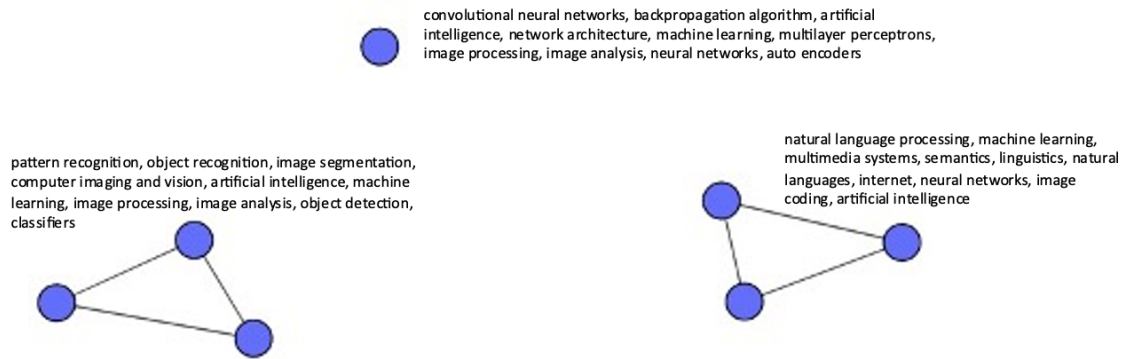 convolutional neural networks, backpropagation algorithm, artificial
intelligence, network architecture, machine learning, multilayer perceptrons,
image processing, image analysis, neural networks, auto encoders
natural language processing, machine learning,
multimedia systems, semantics, linguistics, natural
languages, internet, neural networks, image
coding, artificial intelligence
pattern recognition, object recognition, image segmentation,
computer imaging and vision, artificial intelligence, machine
learning, image processing, image analysis, object detection,
classifiers